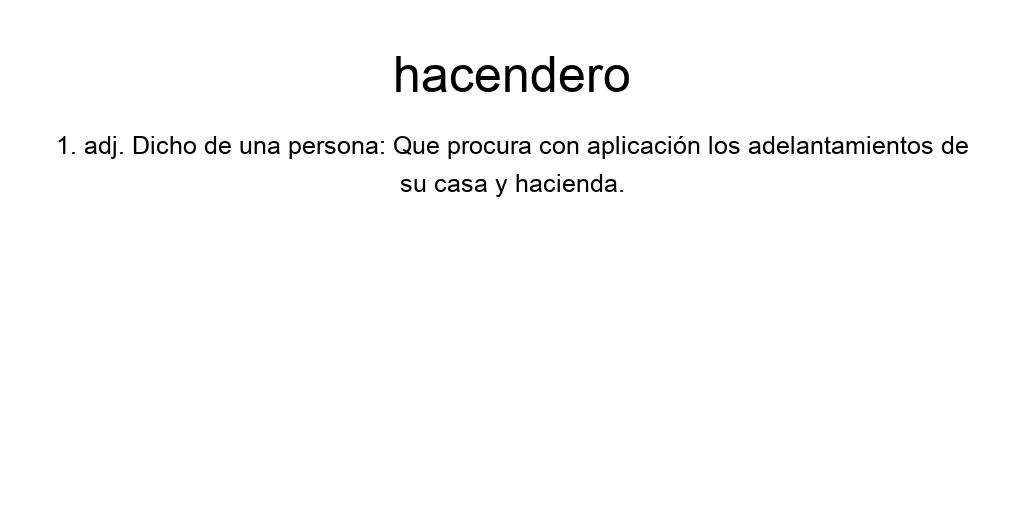 hacendero
1. adj. Dicho de una persona: Que procura con aplicación los adelantamientos de
su casa y hacienda.